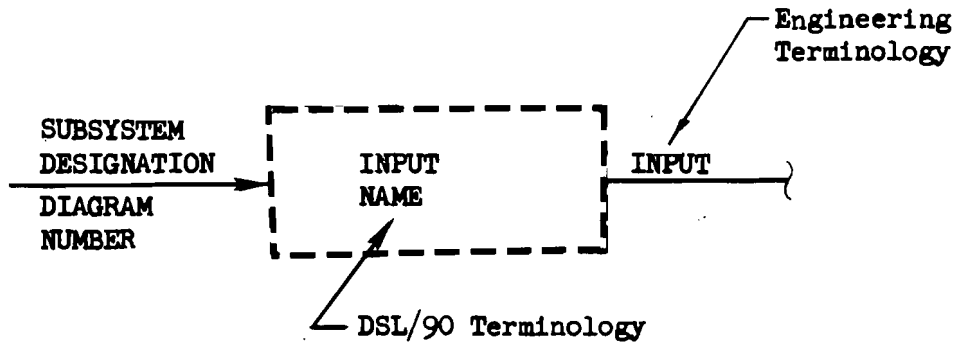 Engineering
Terminology
SUBSYSTEM
DESIGNATION
DIAGRAM
NUMBER
INPUT
NAME
INPUT
DSL/90 Terminology